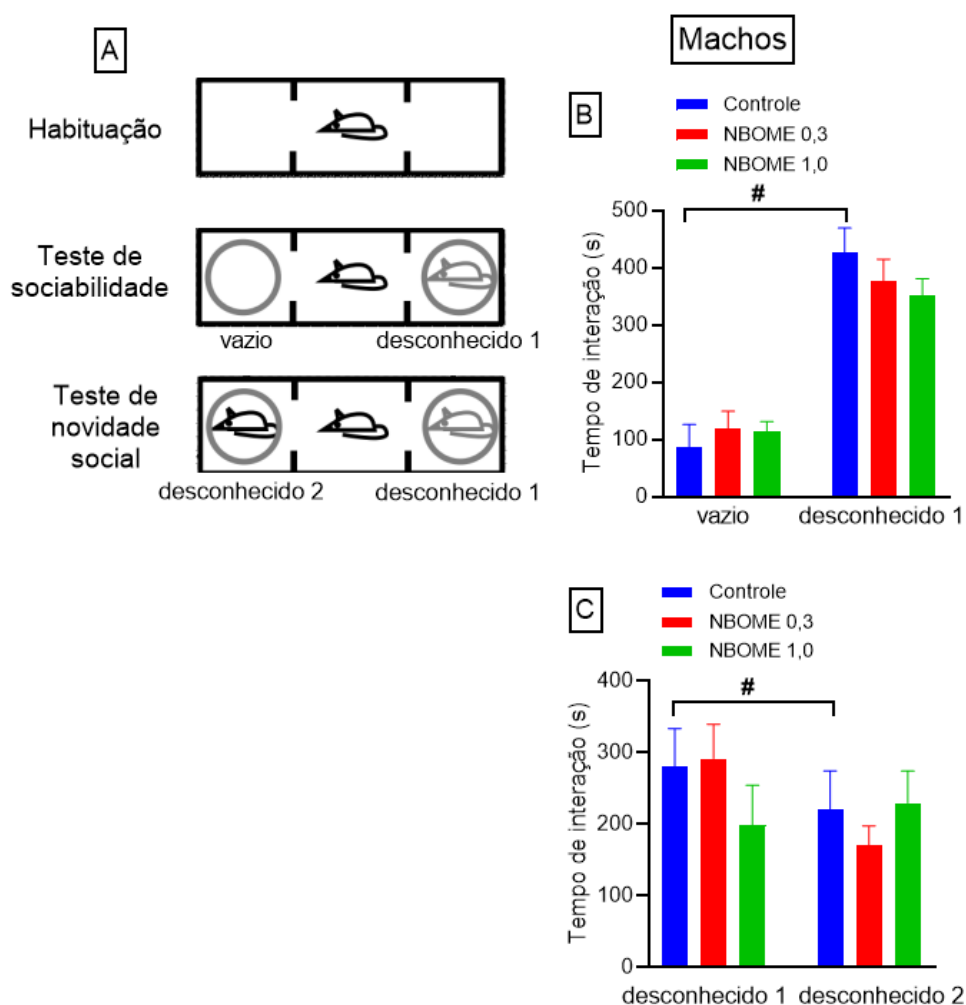 A
Habituação
Teste de
sociabilidade
vazio
desconhecido 1
Teste de
novidade
social
desconhecido 2
desconhecido 1
Machos
B
Controle
NBOME 0,3
NBOME 1,0
#
Tempo de interação (s)
500
400
300
200
100
0
vazio
desconhecido 1
C
Controle
NBOME 0,3
NBOME 1,0
#
Tempo de interação (s)
400
300
200
100
0
desconhecido 1
desconhecido 2